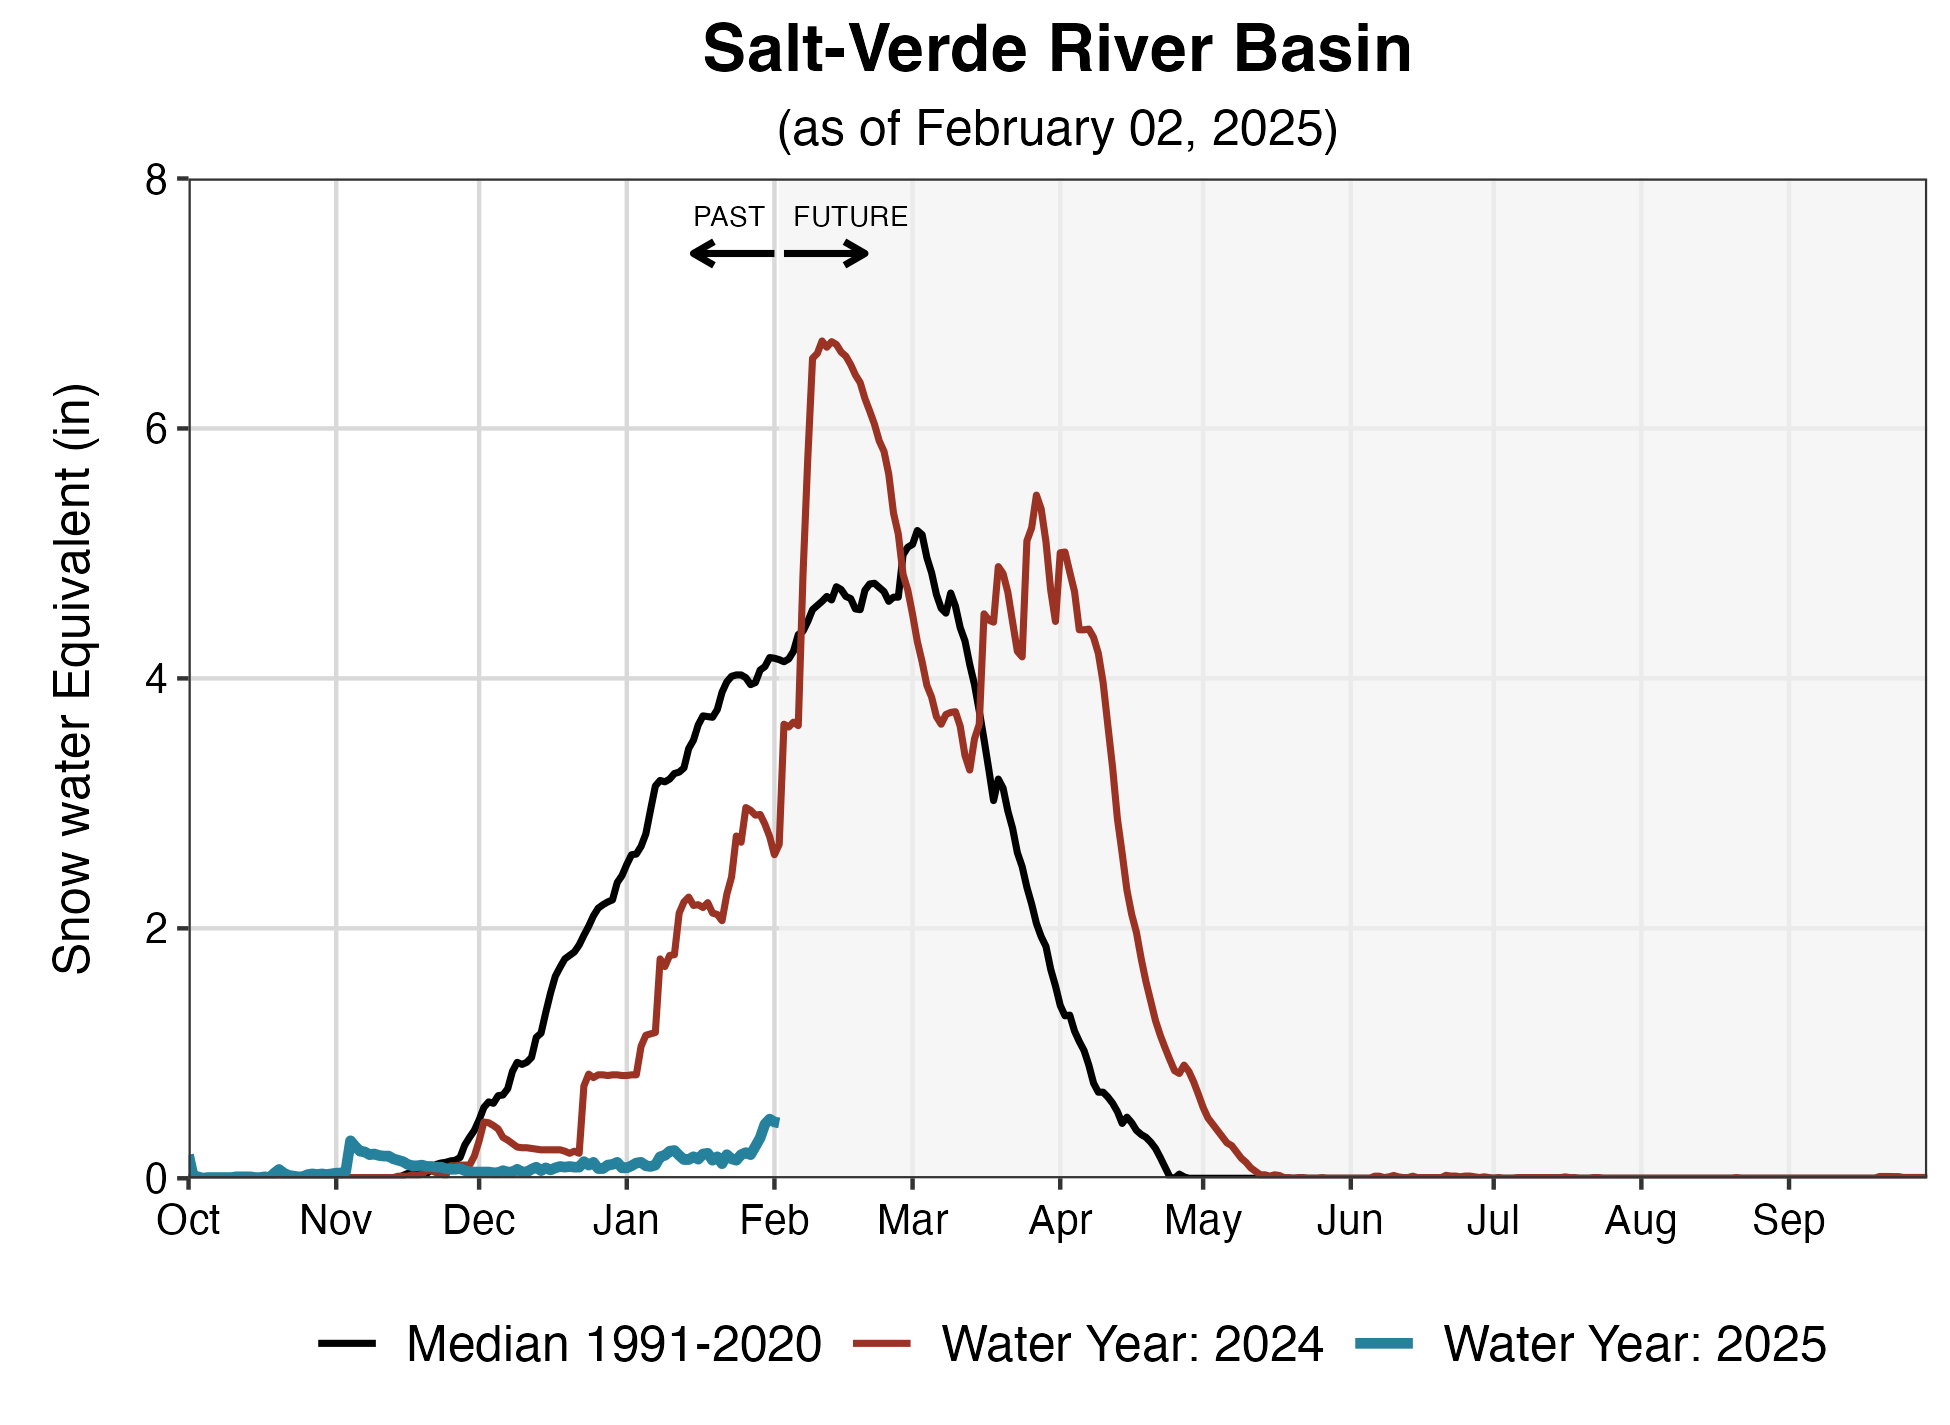 Salt-Verde River Basin
(as of February 02, 2025)
Snow water Equivalent (in)
8
6
4
2
0
PAST FUTURE
Oct Nov Dec Jan Feb Mar Apr May Jun Jul Aug Sep
Median 1991-2020 Water Year: 2024 Water Year: 2025